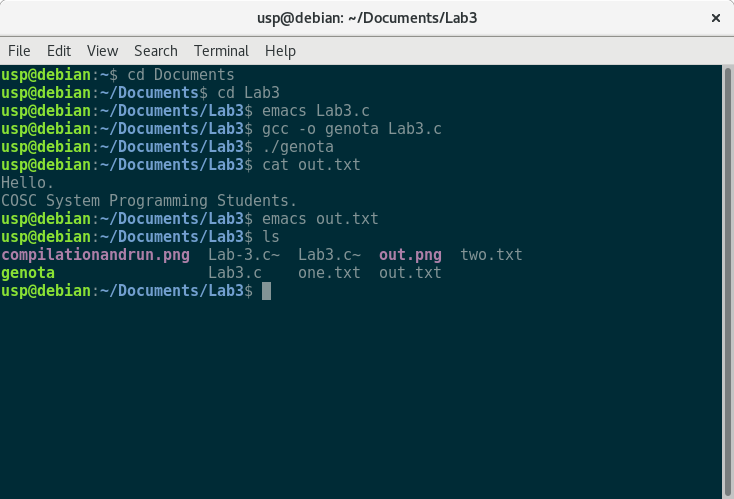 usp@debian: ~/Documents/Lab3
File Edit View Search Terminal Help
usp@debian:~$ cd Documents
usp@debian:~/Documents$ cd Lab3
usp@debian:~/Documents/Lab3$ emacs Lab3.c
usp@debian:~/Documents/Lab3$ gcc -o genota Lab3.c
usp@debian:~/Documents/Lab3$ ./genota
usp@debian:~/Documents/Lab3$ cat out.txt
Hello.
COSC System Programming Students.
usp@debian:~/Documents/Lab3$ emacs out.txt
usp@debian:~/Documents/Lab3$ ls
compilationandrun.png  Lab-3.c~  Lab3.c~  out.png  two.txt
genota                 Lab3.c    one.txt  out.txt
usp@debian:~/Documents/Lab3$